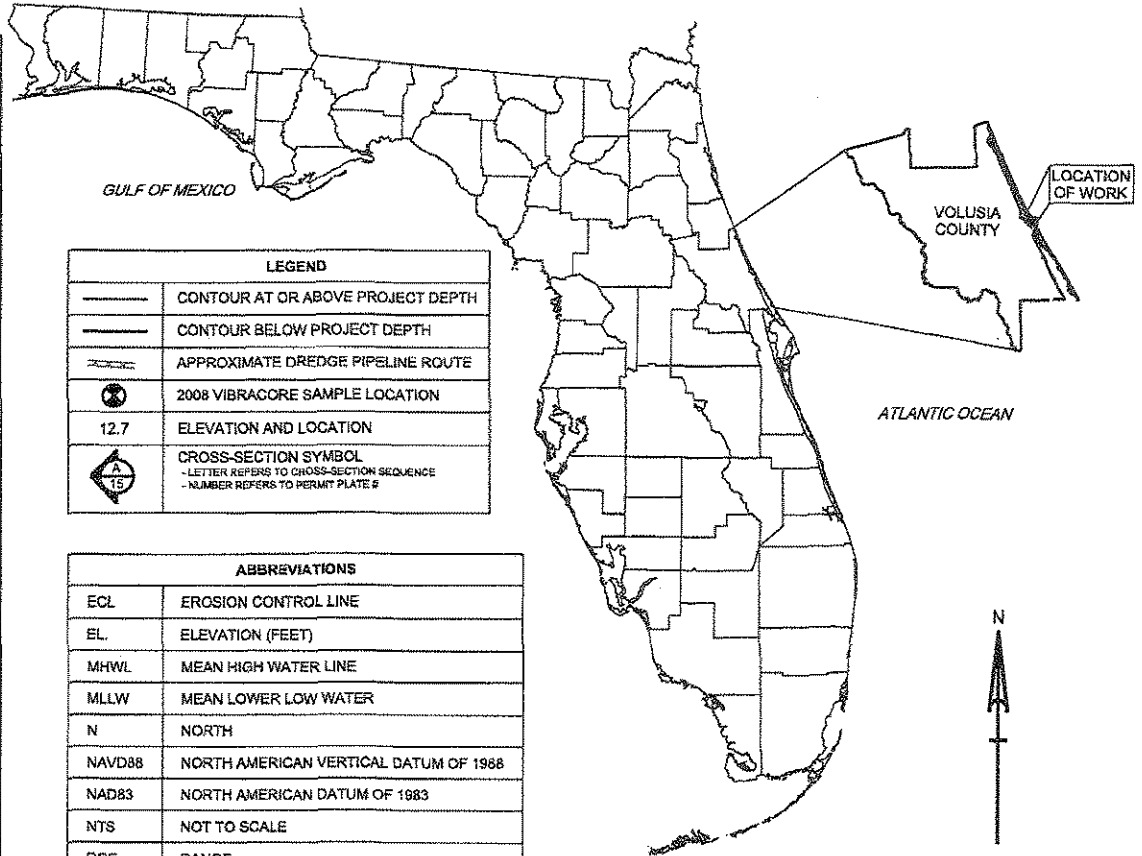 GULF OF MEXICO
VOLUSIA
COUNTY
LOCATION
OF WORK
ATLANTIC OCEAN
N
LEGEND
CONTOUR AT OR ABOVE PROJECT DEPTH
CONTOUR BELOW PROJECT DEPTH
APPROXIMATE DREDGE PIPELINE ROUTE
2008 VIBRACORE SAMPLE LOCATION
12.7 ELEVATION AND LOCATION
A
15
CROSS-SECTION SYMBOL
- LETTER REFERS TO CROSS-SECTION SEQUENCE
- NUMBER REFERS TO PERMIT PLATE #
ABBREVIATIONS
ECL EROSION CONTROL LINE
EL. ELEVATION (FEET)
MHWL MEAN HIGH WATER LINE
MLLW MEAN LOWER LOW WATER
N NORTH
NAVD88 NORTH AMERICAN VERTICAL DATUM OF 1988
NAD83 NORTH AMERICAN DATUM OF 1983
NTS NOT TO SCALE
RGE RANGE